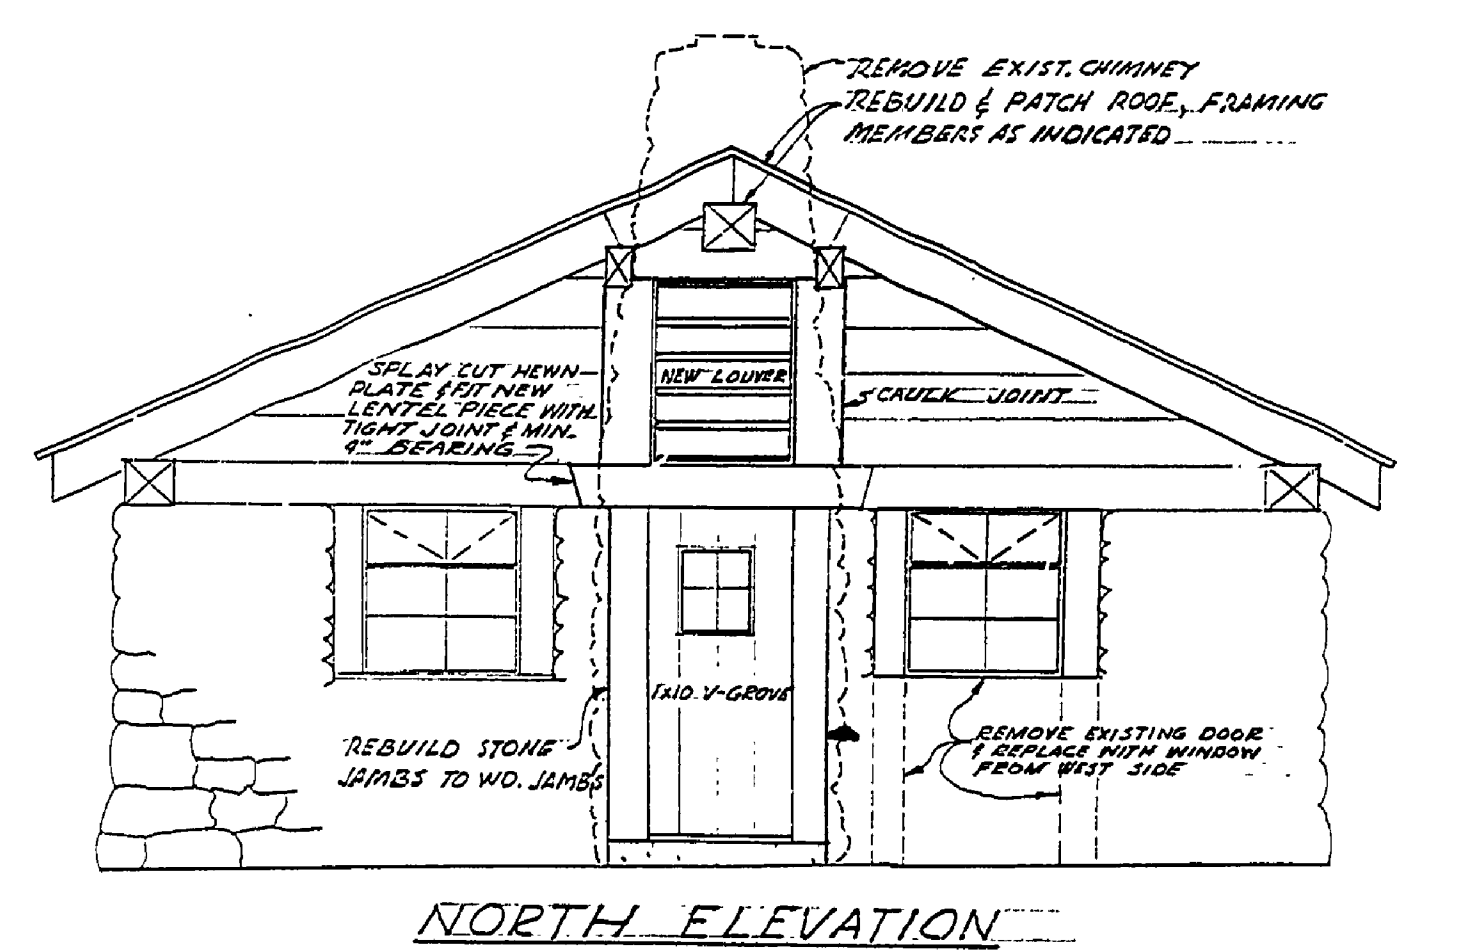 REMOVE EXIST. CHIMNEY
REBUILD & PATCH ROOF, FRAMING
MEMBERS AS INDICATED
SPLAY CUT HEWN
PLATE & FIT NEW
LENTEL PIECE WITH
TIGHT JOINT & MIN.
4" BEARING
NEW LOUVER
CAULK JOINT
1X10 V-GROVE
REBUILD STONE
JAMBS TO WD. JAMBS
REMOVE EXISTING DOOR
& REPLACE WITH WINDOW
FROM WEST SIDE
NORTH ELEVATION